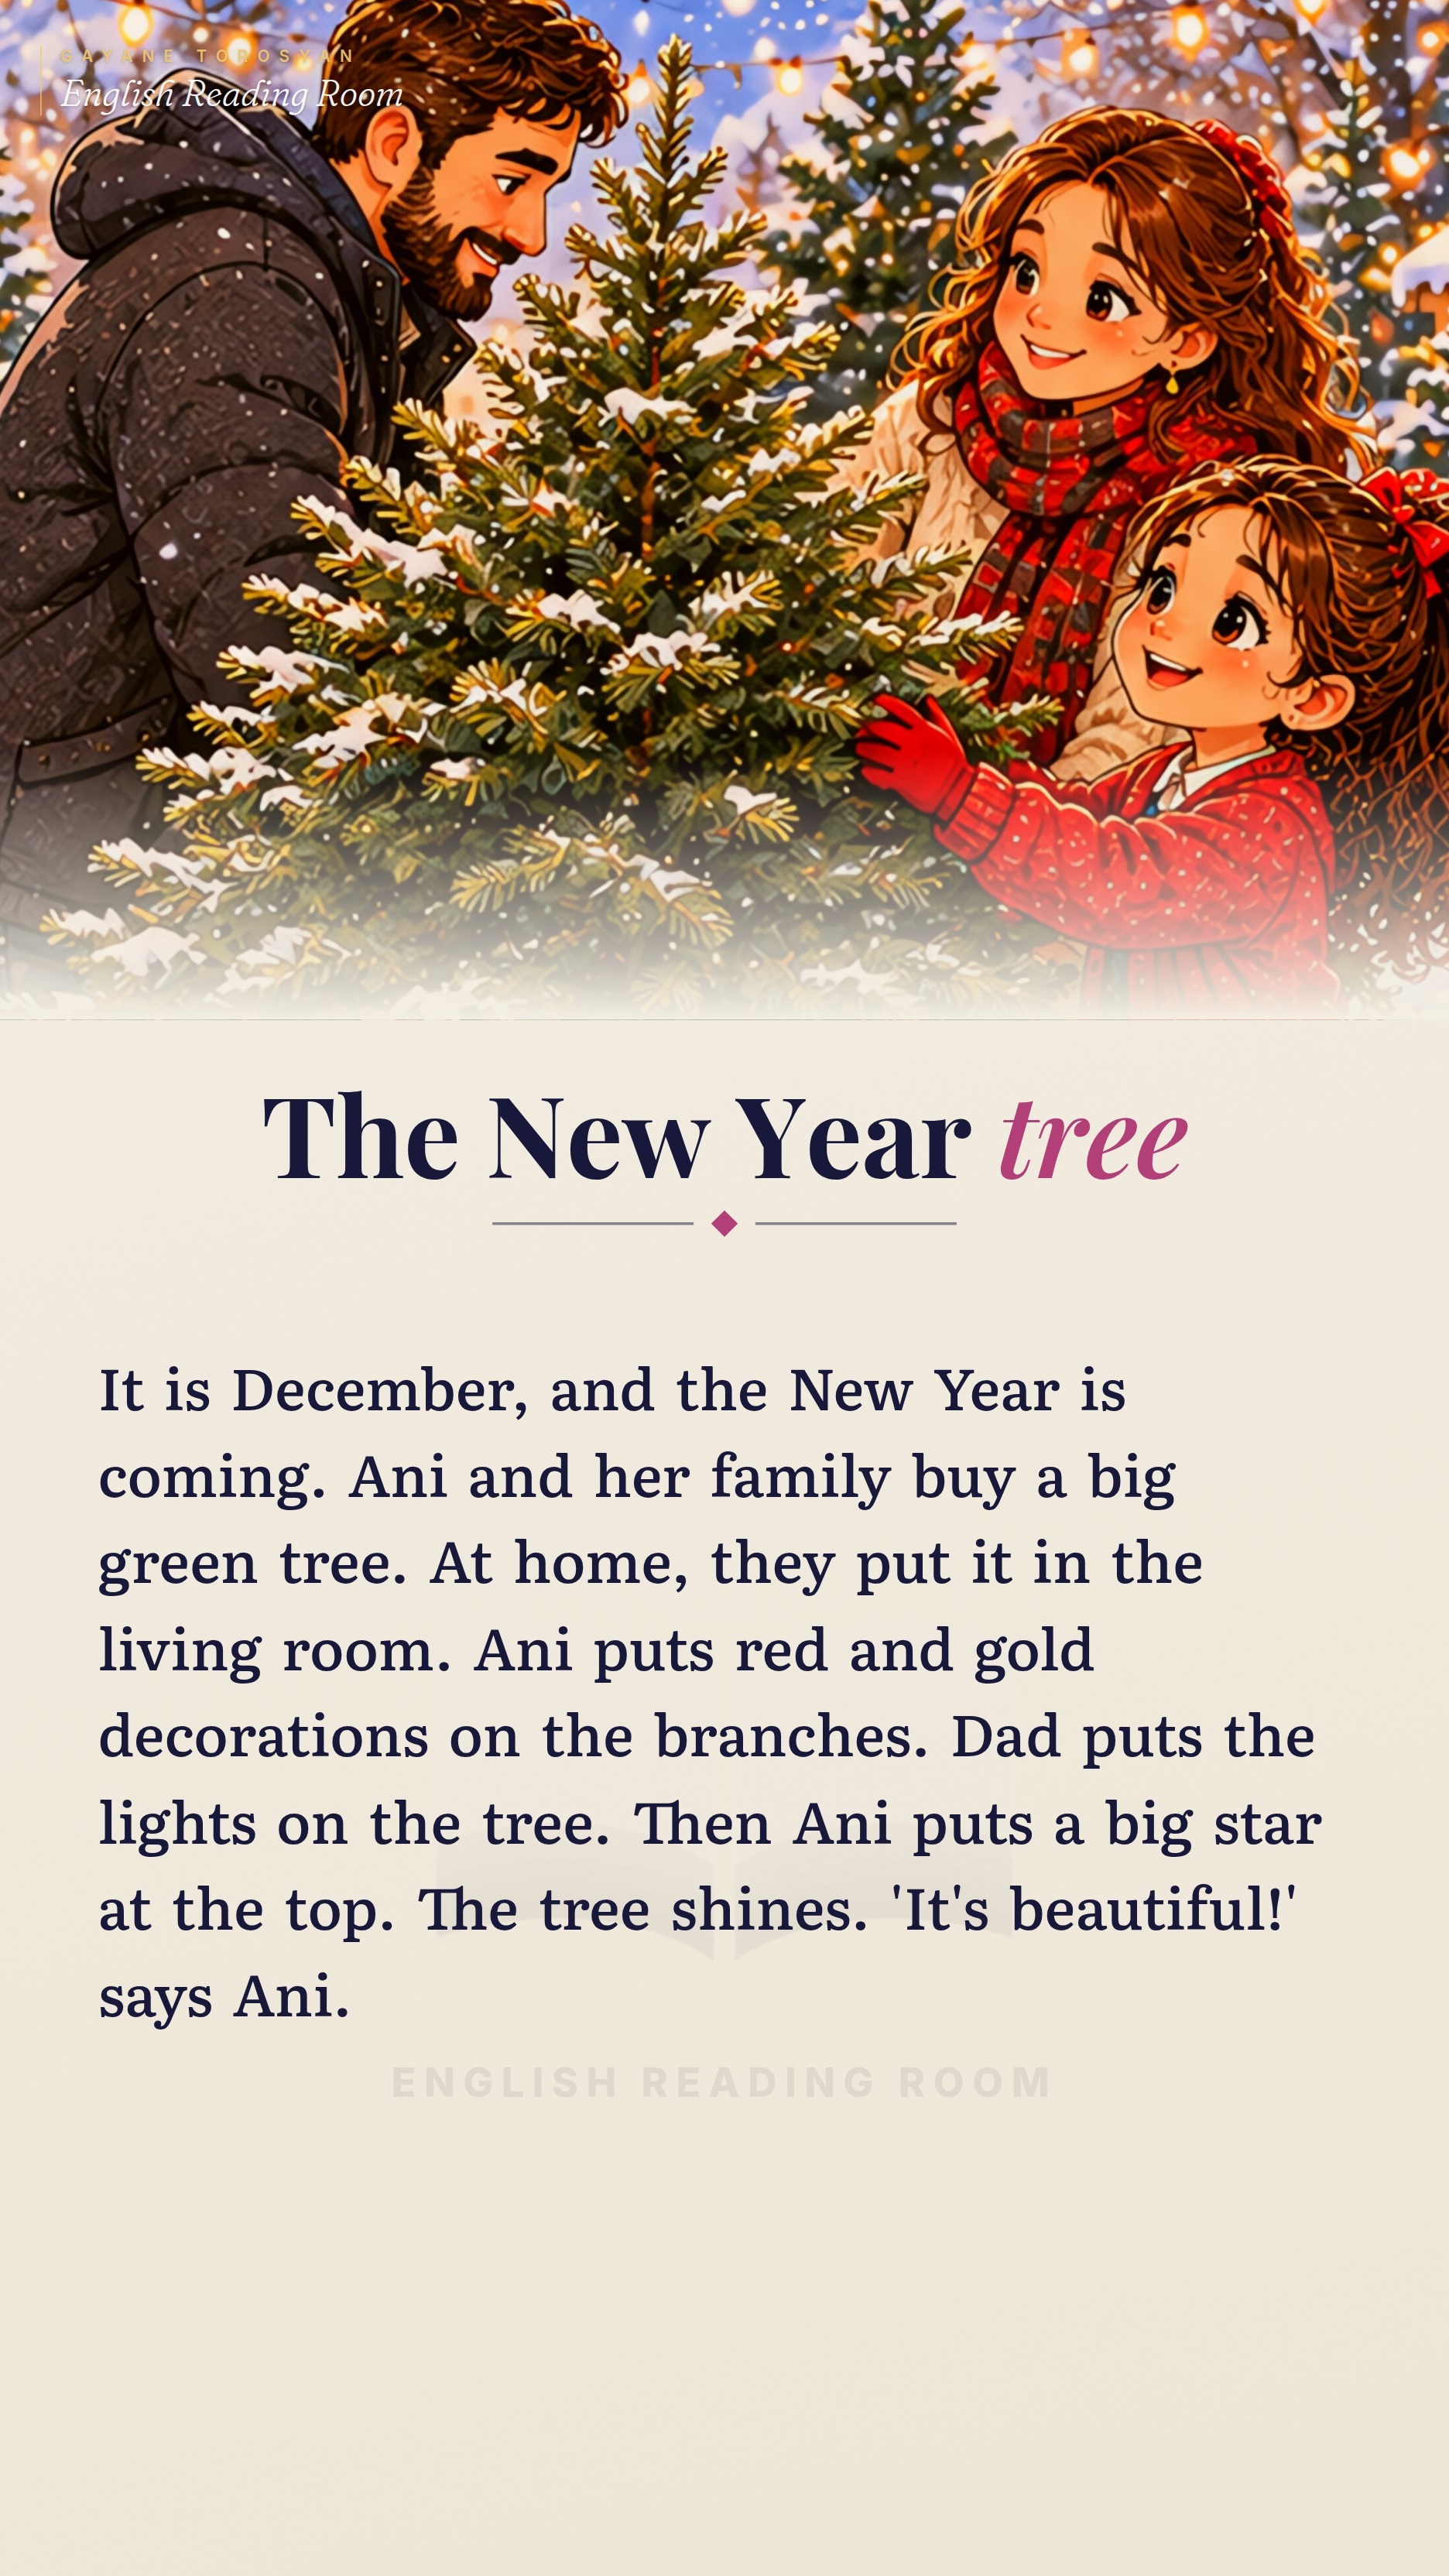 GAYANE TOROSYAN
English Reading Room
The New Year tree
It is December, and the New Year is
coming. Ani and her family buy a big
green tree. At home, they put it in the
living room. Ani puts red and gold
decorations on the branches. Dad puts the
lights on the tree. Then Ani puts a big star
at the top. The tree shines. 'It's beautiful!'
says Ani.
ENGLISH READING ROOM